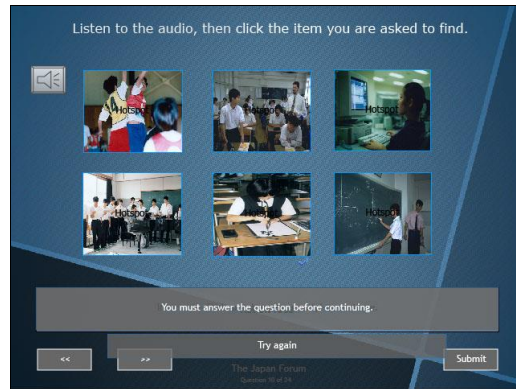 Listen to the audio, then click the item you are asked to find.
Hotspot
Hotspot
Hotspot
Hotspot
Hotspot
Hotspot
You must answer the question before continuing.
Try again
<<
>>
Submit
The Japan Forum